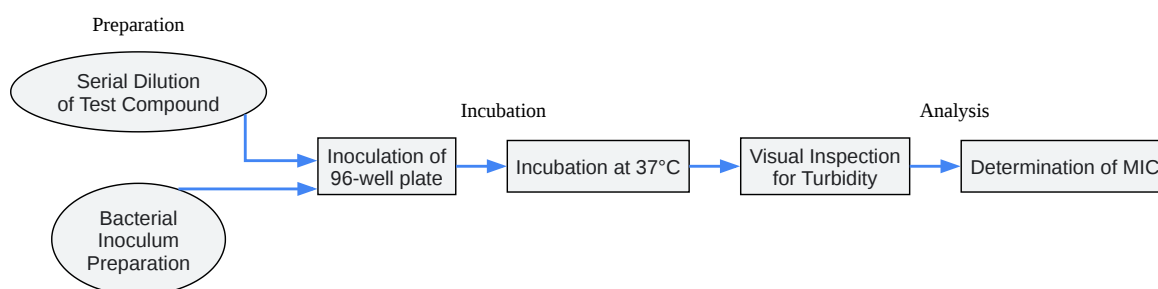 Preparation
Serial Dilution
of Test Compound
Bacterial
Inoculum
Preparation
Incubation
Inoculation of
96-well plate
Incubation at 37°C
Analysis
Visual Inspection
for Turbidity
Determination of MIC